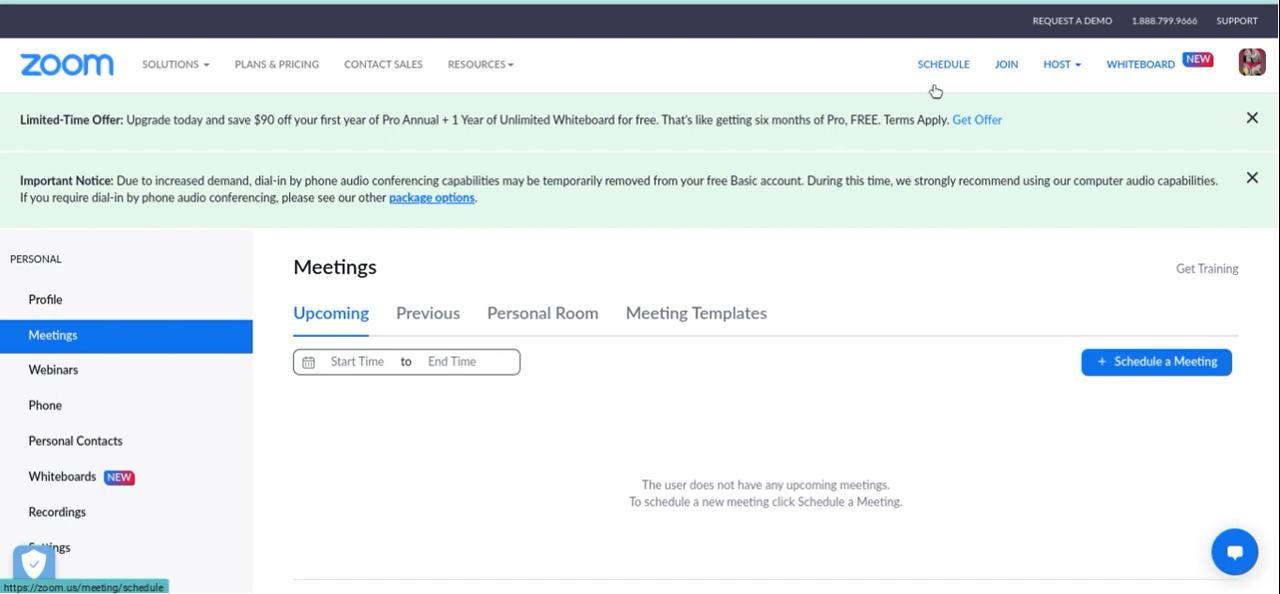 REQUEST A DEMO 1.888.799.9666 SUPPORT
zoom SOLUTIONS PLANS & PRICING CONTACT SALES RESOURCES SCHEDULE JOIN HOST WHITEBOARD NEW
Limited-Time Offer: Upgrade today and save $90 off your first year of Pro Annual + 1 Year of Unlimited Whiteboard for free. That's like getting six months of Pro, FREE. Terms Apply. Get Offer
Important Notice: Due to increased demand, dial-in by phone audio conferencing capabilities may be temporarily removed from your free Basic account. During this time, we strongly recommend using our computer audio capabilities.
If you require dial-in by phone audio conferencing, please see our other package options.
PERSONAL
Profile
Meetings
Webinars
Phone
Personal Contacts
Whiteboards NEW
Recordings
Meetings
Get Training
Upcoming Previous Personal Room Meeting Templates
Start Time to End Time
+ Schedule a Meeting
The user does not have any upcoming meetings.
To schedule a new meeting click Schedule a Meeting.
https://zoom.us/meeting/schedule